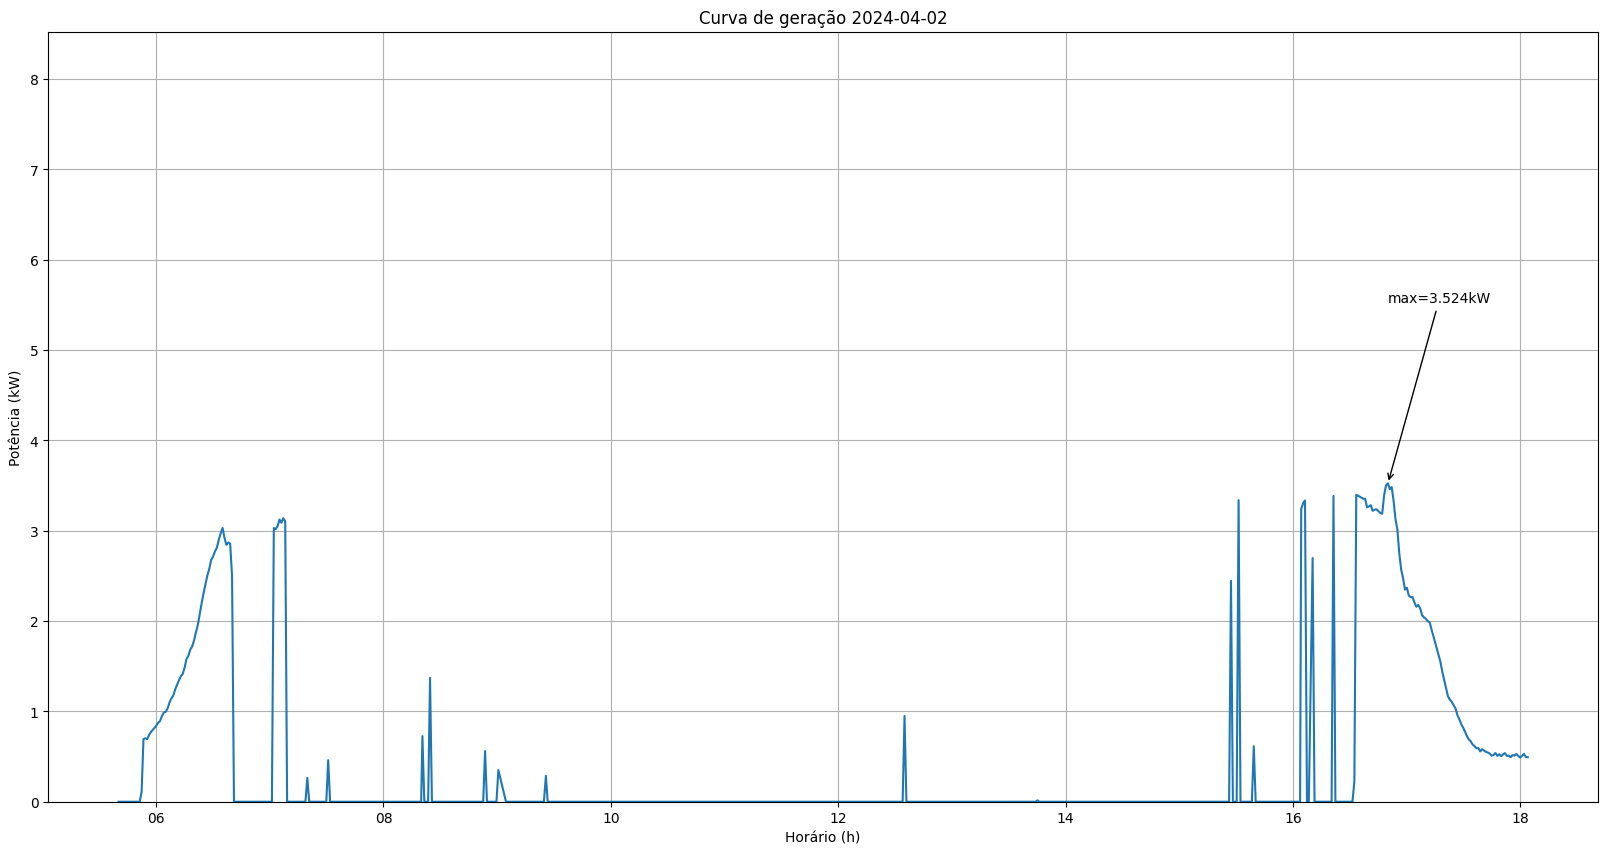 Curva de geração 2024-04-02
8
7
6
max=3.524kW
5
4
3
2
1
0
Potência (kW)
06 08 10 12 14 16 18
Horário (h)